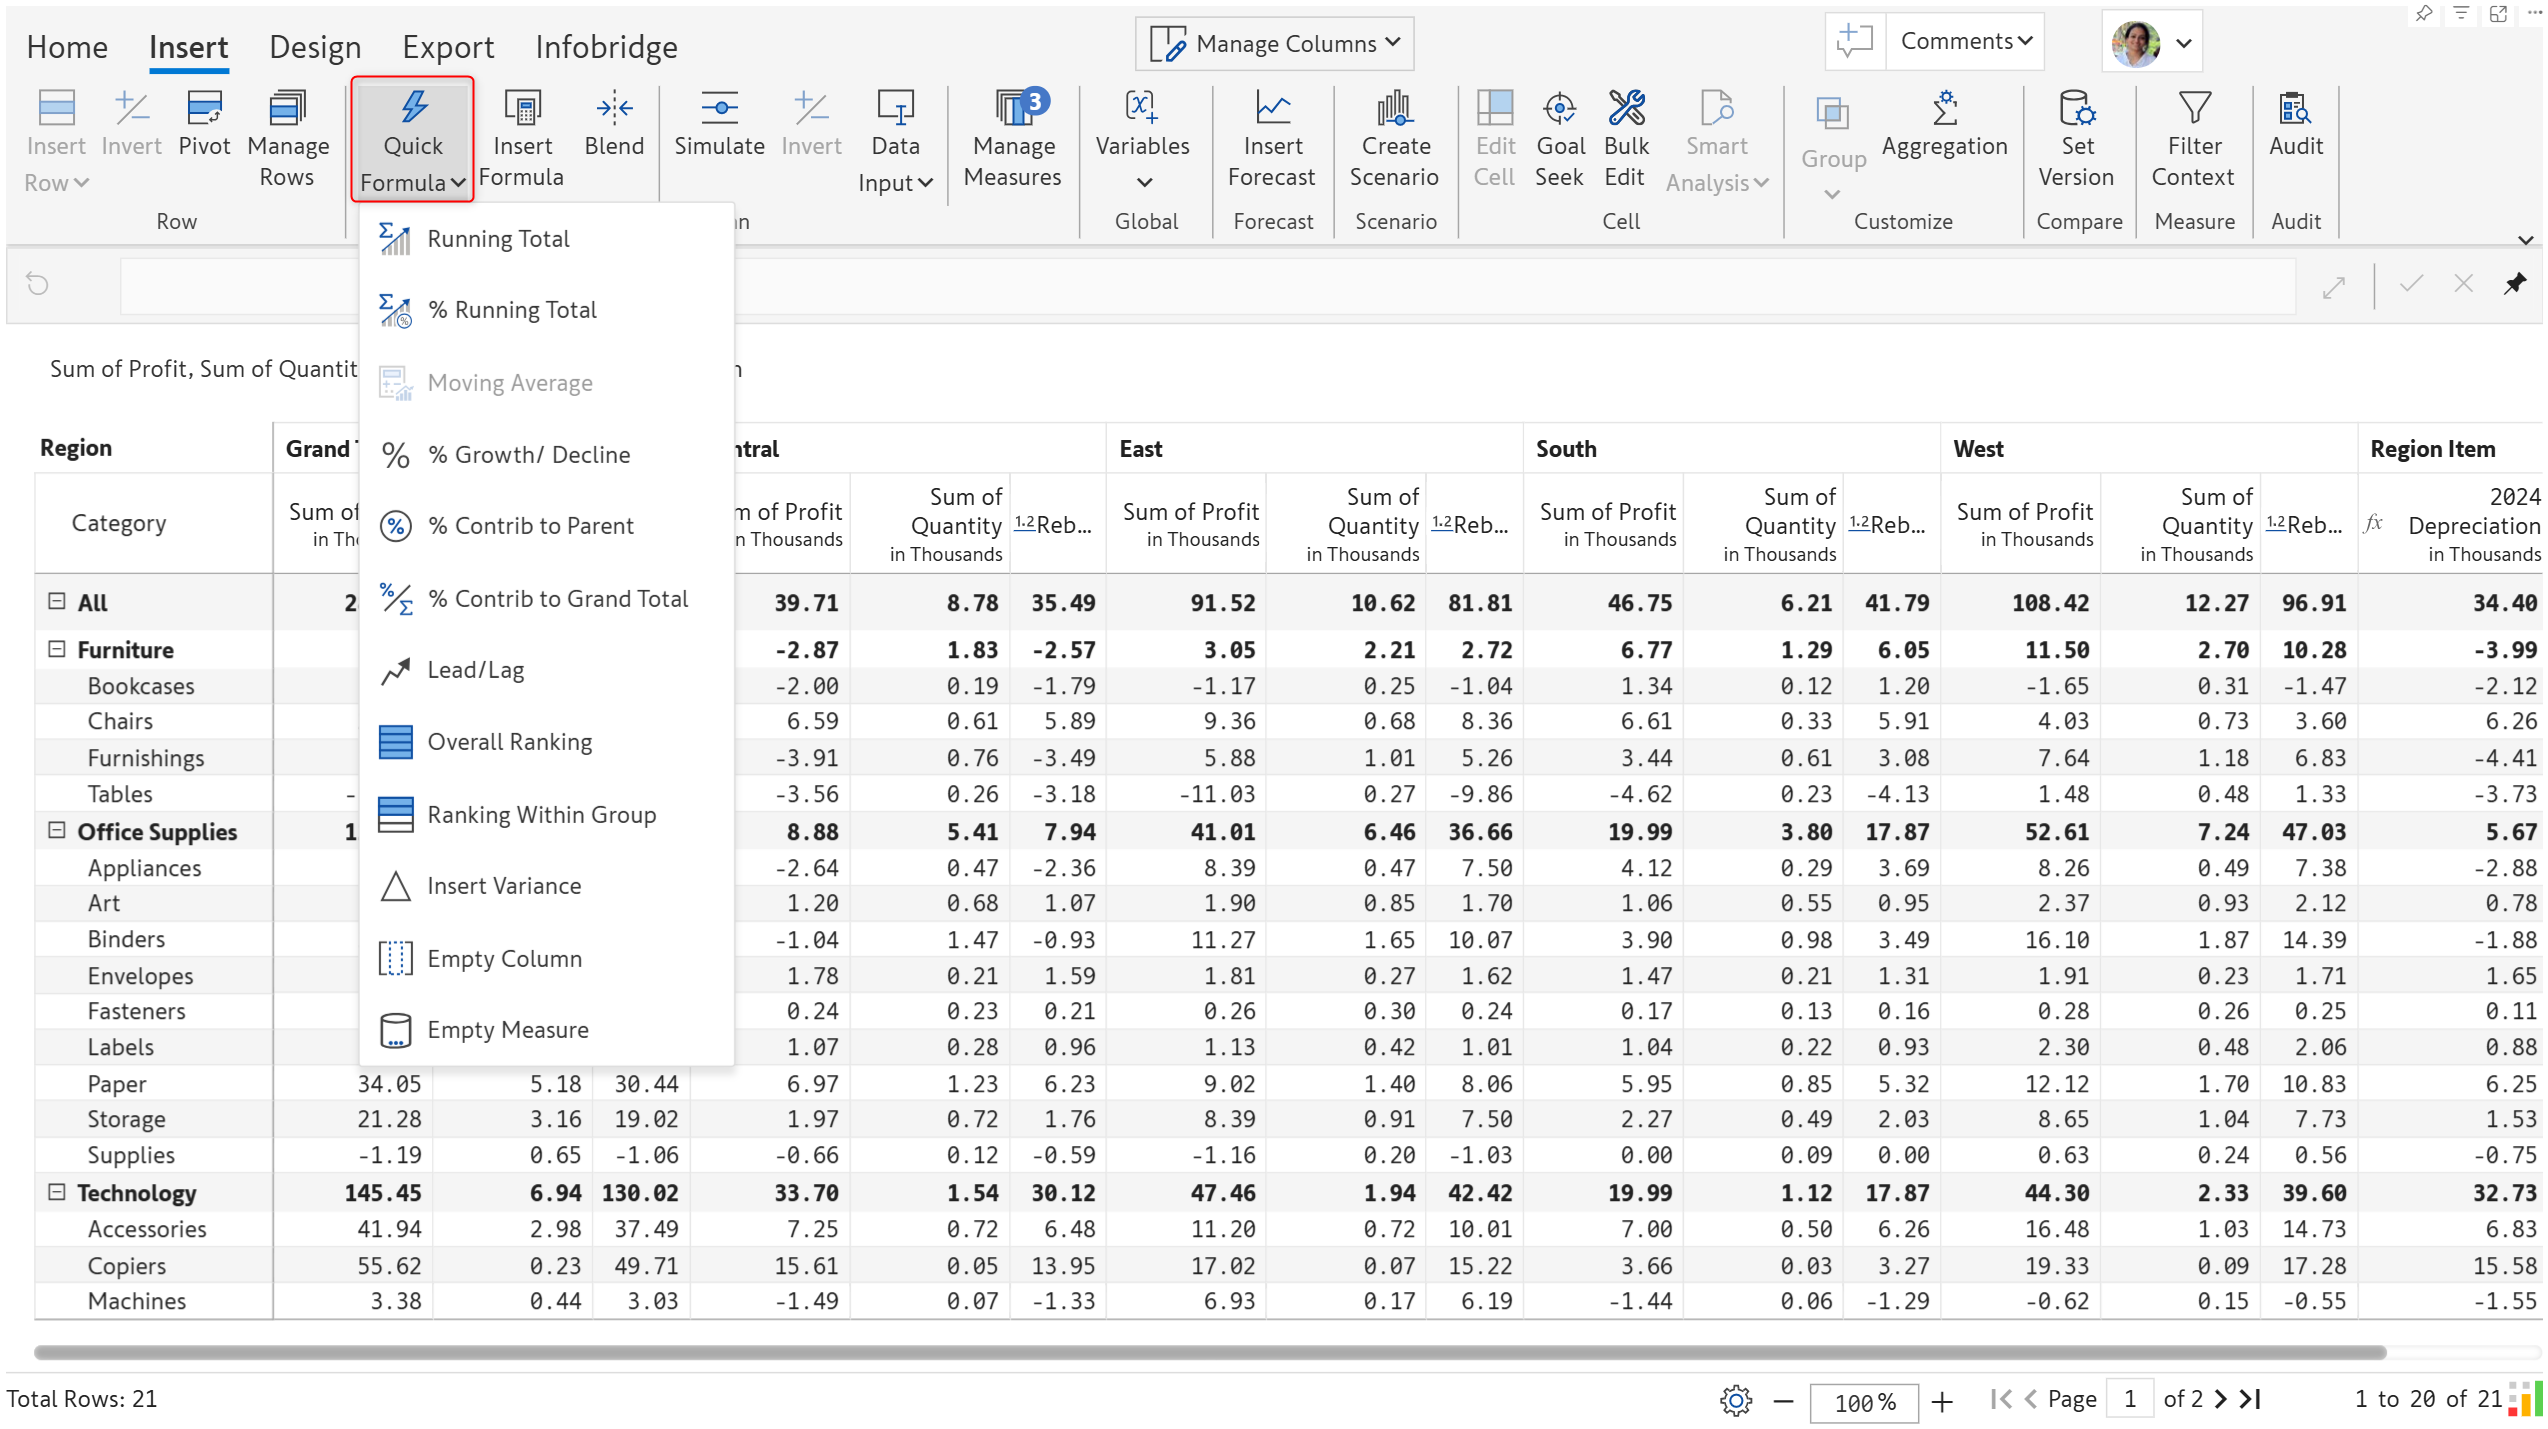 Home Insert Design Export Infobridge Manage Columns Comments
Insert Row Invert Pivot Manage Rows Quick Formula Insert Formula Blend Simulate Invert Data Input Manage Measures 3 Variables Insert Forecast Create Scenario Edit Cell Goal Seek Bulk Edit Smart Analysis Group Aggregation Set Version Filter Context Audit
Row n Global Forecast Scenario Cell Customize Compare Measure Audit
Running Total
% Running Total
Moving Average
% Growth/ Decline
% Contrib to Parent
% Contrib to Grand Total
Lead/Lag
Overall Ranking
Ranking Within Group
Insert Variance
Empty Column
Empty Measure
Sum of Profit, Sum of Quantit
Region Grand ntral East South West Region Item
Category Sum of in Th m of Profit n Thousands Sum of Quantity in Thousands 1.2 Reb... Sum of Profit in Thousands Sum of Quantity in Thousands 1.2 Reb... Sum of Profit in Thousands Sum of Quantity in Thousands 1.2 Reb... Sum of Profit in Thousands Sum of Quantity in Thousands 1.2 Reb... fx 2024 Depreciation in Thousands
All 2 39.71 8.78 35.49 91.52 10.62 81.81 46.75 6.21 41.79 108.42 12.27 96.91 34.40
Furniture -2.87 1.83 -2.57 3.05 2.21 2.72 6.77 1.29 6.05 11.50 2.70 10.28 -3.99
Bookcases -2.00 0.19 -1.79 -1.17 0.25 -1.04 1.34 0.12 1.20 -1.65 0.31 -1.47 -2.12
Chairs 6.59 0.61 5.89 9.36 0.68 8.36 6.61 0.33 5.91 4.03 0.73 3.60 6.26
Furnishings -3.91 0.76 -3.49 5.88 1.01 5.26 3.44 0.61 3.08 7.64 1.18 6.83 -4.41
Tables - -3.56 0.26 -3.18 -11.03 0.27 -9.86 -4.62 0.23 -4.13 1.48 0.48 1.33 -3.73
Office Supplies 1 8.88 5.41 7.94 41.01 6.46 36.66 19.99 3.80 17.87 52.61 7.24 47.03 5.67
Appliances -2.64 0.47 -2.36 8.39 0.47 7.50 4.12 0.29 3.69 8.26 0.49 7.38 -2.88
Art 1.20 0.68 1.07 1.90 0.85 1.70 1.06 0.55 0.95 2.37 0.93 2.12 0.78
Binders -1.04 1.47 -0.93 11.27 1.65 10.07 3.90 0.98 3.49 16.10 1.87 14.39 -1.88
Envelopes 1.78 0.21 1.59 1.81 0.27 1.62 1.47 0.21 1.31 1.91 0.23 1.71 1.65
Fasteners 0.24 0.23 0.21 0.26 0.30 0.24 0.17 0.13 0.16 0.28 0.26 0.25 0.11
Labels 1.07 0.28 0.96 1.13 0.42 1.01 1.04 0.22 0.93 2.30 0.48 2.06 0.88
Paper 34.05 5.18 30.44 6.97 1.23 6.23 9.02 1.40 8.06 5.95 0.85 5.32 12.12 1.70 10.83 6.25
Storage 21.28 3.16 19.02 1.97 0.72 1.76 8.39 0.91 7.50 2.27 0.49 2.03 8.65 1.04 7.73 1.53
Supplies -1.19 0.65 -1.06 -0.66 0.12 -0.59 -1.16 0.20 -1.03 0.00 0.09 0.00 0.63 0.24 0.56 -0.75
Technology 145.45 6.94 130.02 33.70 1.54 30.12 47.46 1.94 42.42 19.99 1.12 17.87 44.30 2.33 39.60 32.73
Accessories 41.94 2.98 37.49 7.25 0.72 6.48 11.20 0.72 10.01 7.00 0.50 6.26 16.48 1.03 14.73 6.83
Copiers 55.62 0.23 49.71 15.61 0.05 13.95 17.02 0.07 15.22 3.66 0.03 3.27 19.33 0.09 17.28 15.58
Machines 3.38 0.44 3.03 -1.49 0.07 -1.33 6.93 0.17 6.19 -1.44 0.06 -1.29 -0.62 0.15 -0.55 -1.55
Total Rows: 21 100 % Page 1 of 2 1 to 20 of 21